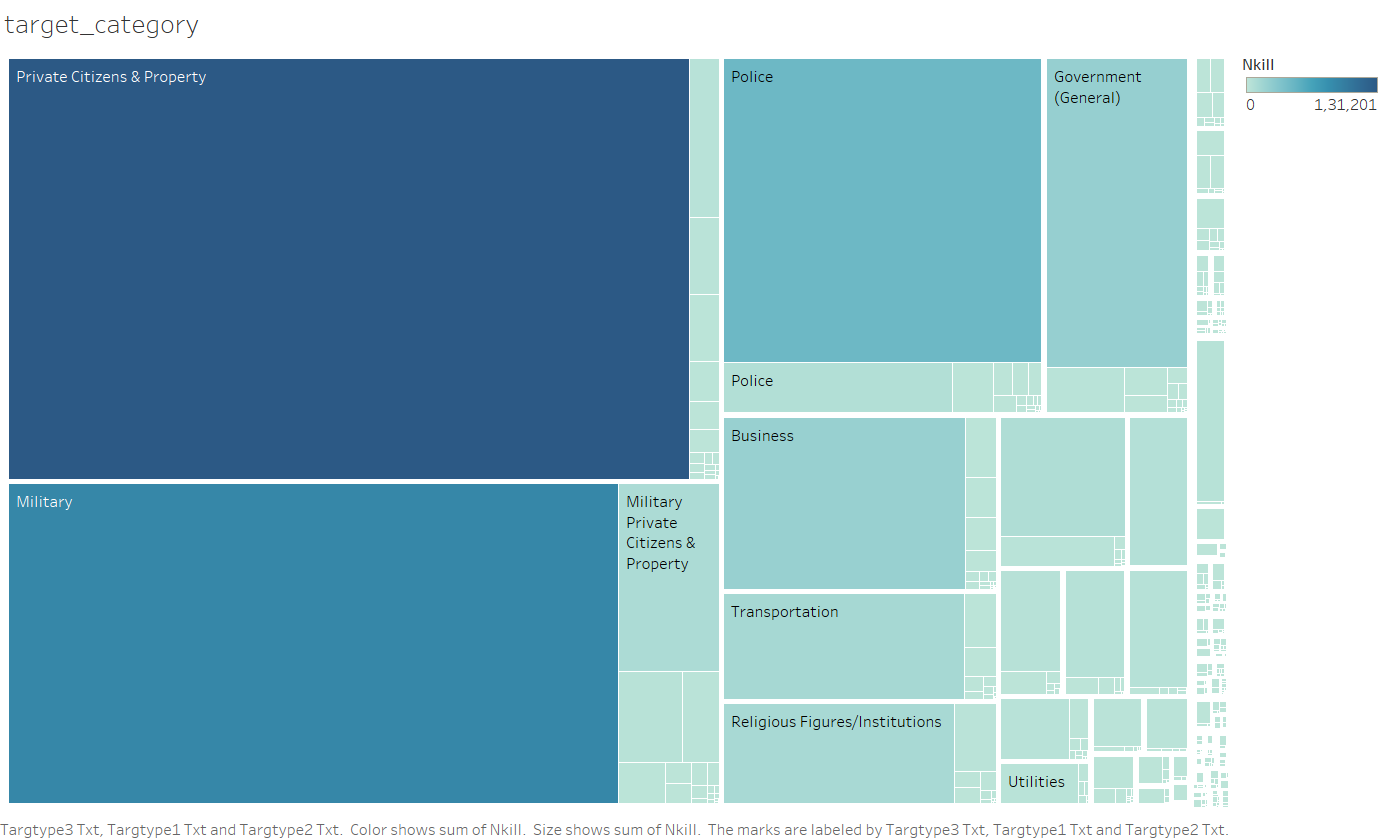 target_category
Private Citizens & Property
Police
Government
(General)
Nkill
0 1,31,201
Police
Business
Military
Military
Private
Citizens &
Property
Transportation
Religious Figures/Institutions
Utilities
Targtype3 Txt, Targtype1 Txt and Targtype2 Txt. Color shows sum of Nkill. Size shows sum of Nkill. The marks are labeled by Targtype3 Txt, Targtype1 Txt and Targtype2 Txt.